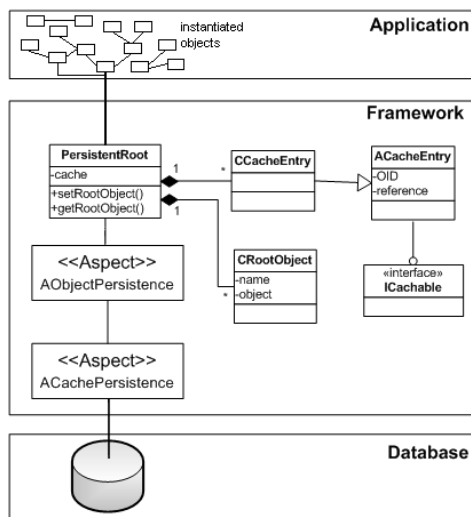 instantiated
objects
Application
Framework
PersistentRoot
-cache
+setRootObject()
+getRootObject()
1
1
*
CCacheEntry
ACacheEntry
-OID
-reference
CRootObject
-name
-object
*
«interface»
ICachable
<<Aspect>>
AObjectPersistence
<<Aspect>>
ACachePersistence
Database